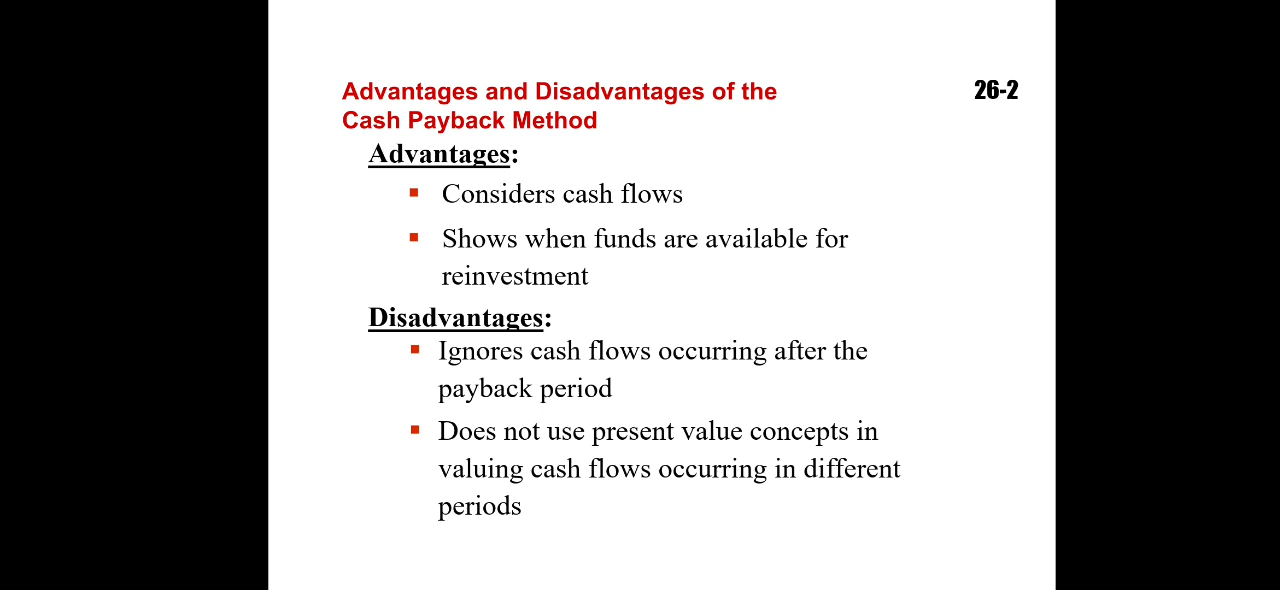 Advantages and Disadvantages of the
Cash Payback Method
26-2
Advantages:
Considers cash flows
Shows when funds are available for
reinvestment
Disadvantages:
Ignores cash flows occurring after the
payback period
Does not use present value concepts in
valuing cash flows occurring in different
periods